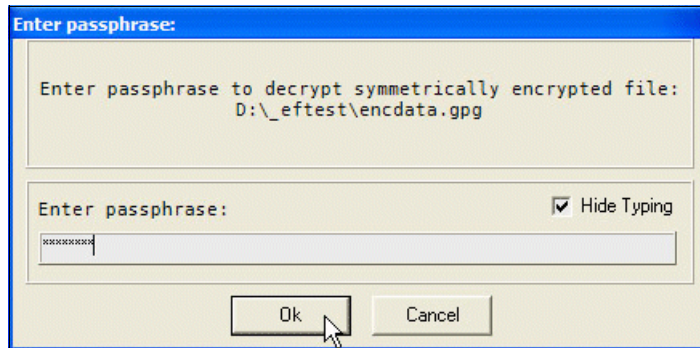 Enter passphrase:
Enter passphrase to decrypt symmetrically encrypted file:
D:\_eftest\encdata.gpg
Enter passphrase:
Hide Typing
********
Ok
Cancel